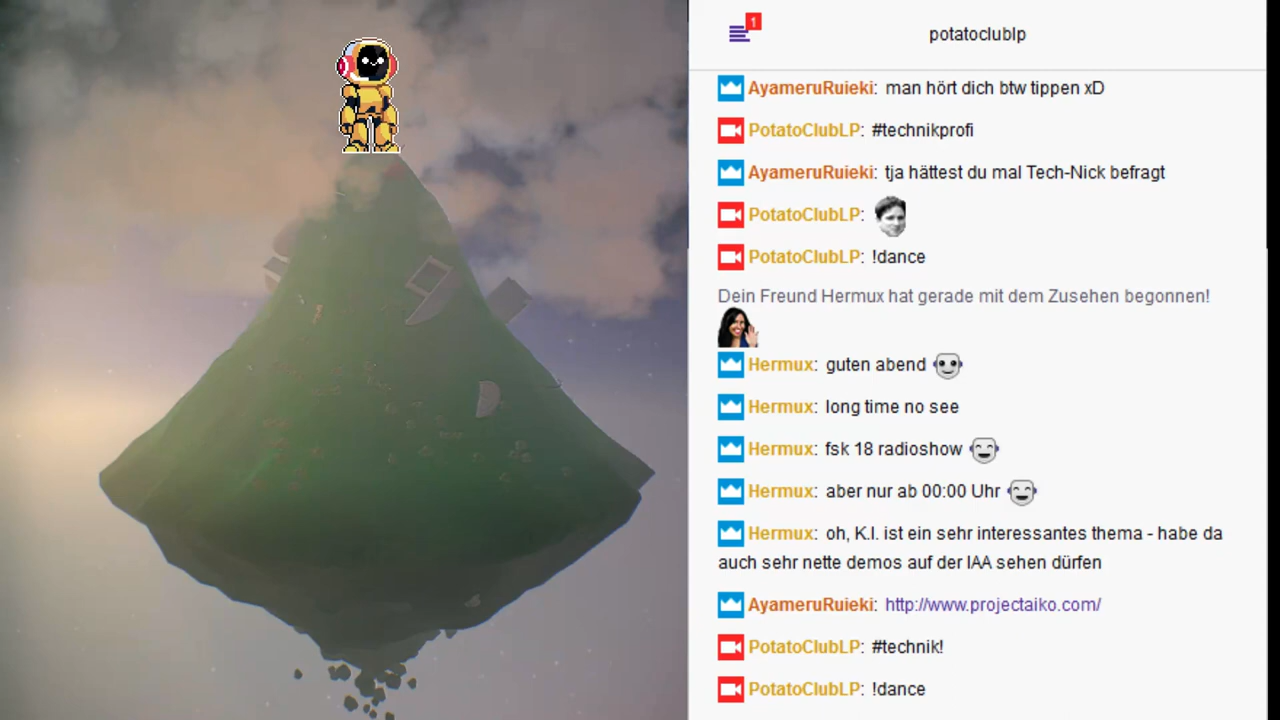 1
potatoclublp
AyameruRuieki: man hört dich btw tippen xD
PotatoClubLP: #technikprofi
AyameruRuieki: tja hättest du mal Tech-Nick befragt
PotatoClubLP:
PotatoClubLP: !dance
Dein Freund Hermux hat gerade mit dem Zusehen begonnen!
Hermux: guten abend
Hermux: long time no see
Hermux: fsk 18 radioshow
Hermux: aber nur ab 00:00 Uhr
Hermux: oh, K.I. ist ein sehr interessantes thema - habe da
auch sehr nette demos auf der IAA sehen dürfen
AyameruRuieki: http://www.projectaiko.com/
PotatoClubLP: #technik!
PotatoClubLP: !dance